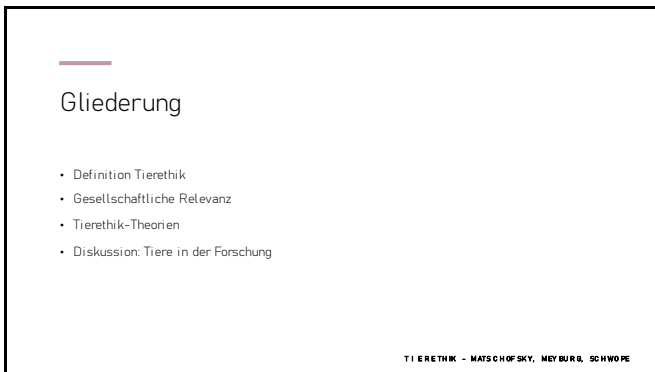 Gliederung
• Definition Tierethik
• Gesellschaftliche Relevanz
• Tierethik-Theorien
• Diskussion: Tiere in der Forschung
TIERETHIK - MATSCHOFSKY, MEYBURG, SCHWOPE